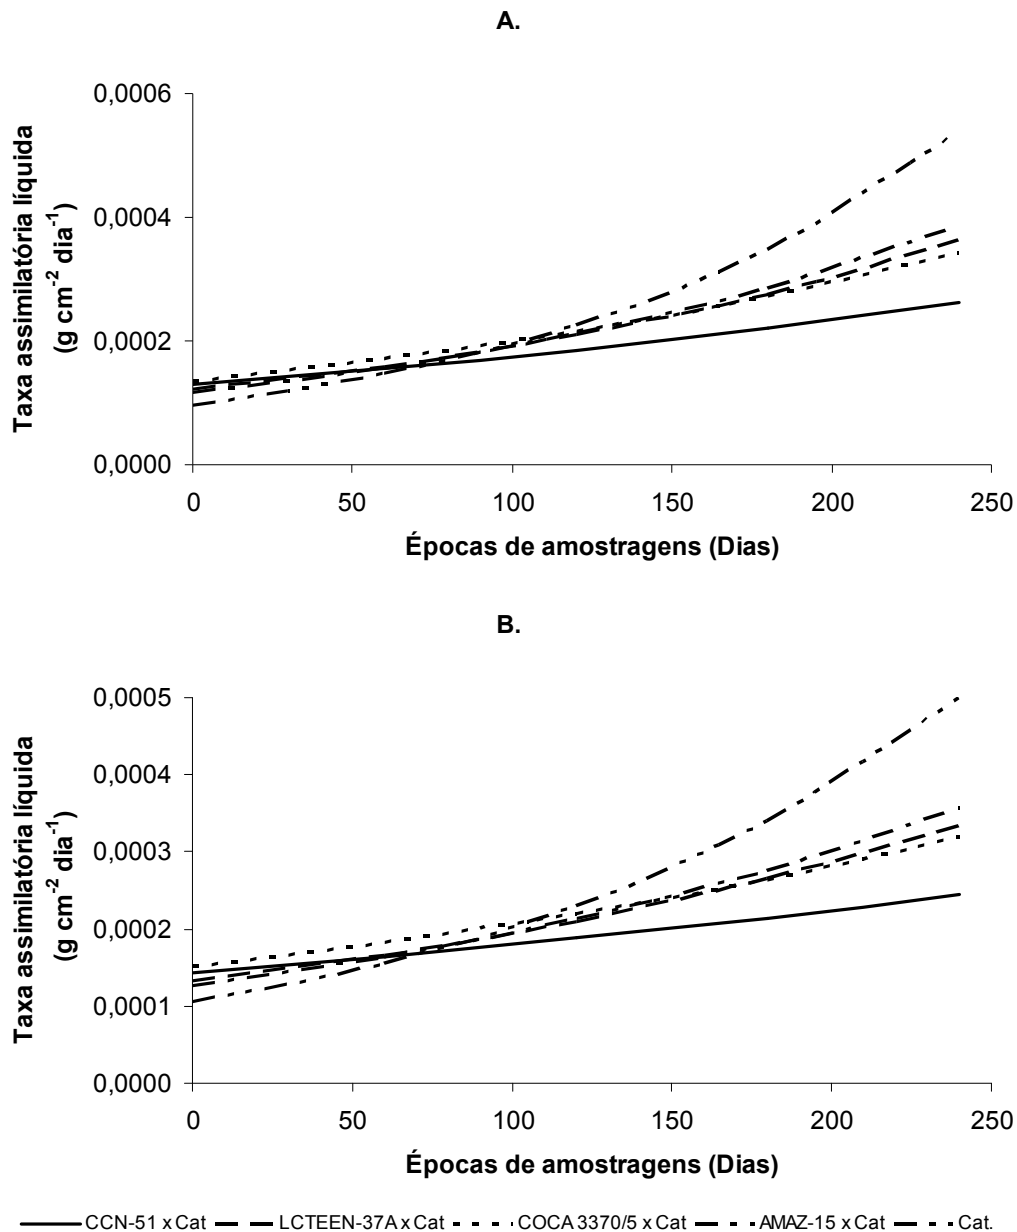 A.
0,0006
0,0004
0,0002
0,0000
Taxa assimilatória líquida
(g cm⁻² dia⁻¹)
0 50 100 150 200 250
Épocas de amostragens (Dias)
B.
0,0005
0,0004
0,0003
0,0002
0,0001
0,0000
Taxa assimilatória líquida
(g cm⁻² dia⁻¹)
0 50 100 150 200 250
Épocas de amostragens (Dias)
CCN-51 x Cat LCTEEN-37A x Cat COCA 3370/5 x Cat AMAZ-15 x Cat Cat.